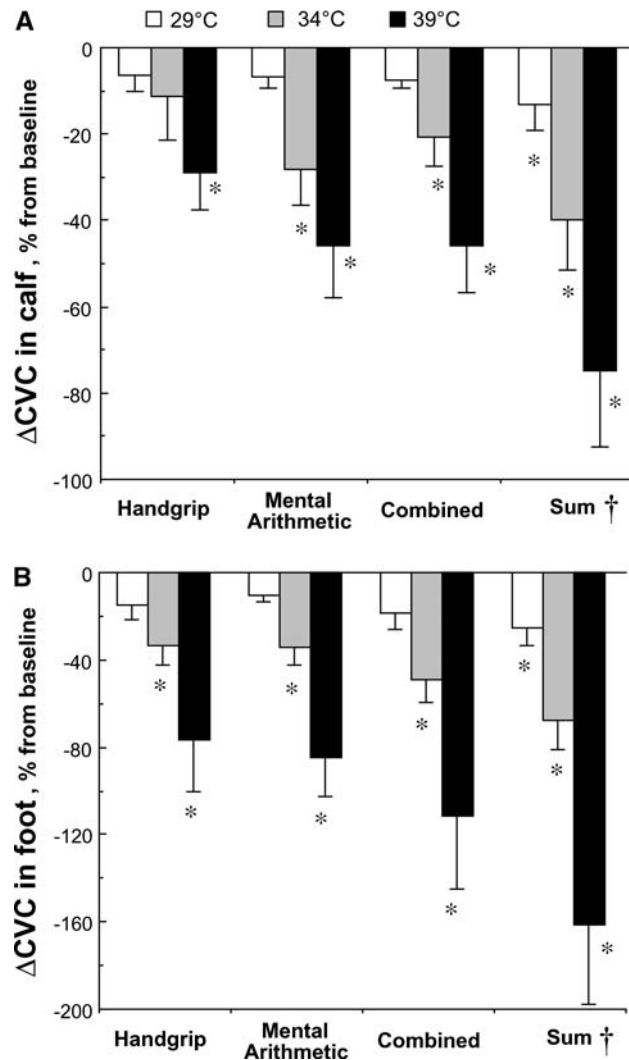 A
29°C 34°C 39°C
ΔCVC in calf , % from baseline
0
-20
-40
-60
-80
-100
* * * * * * * *
Handgrip Mental Arithmetic Combined Sum †
B
ΔCVC in foot , % from baseline
0
-40
-80
-120
-160
-200
* * * * * * * * *
Handgrip Mental Arithmetic Combined Sum †